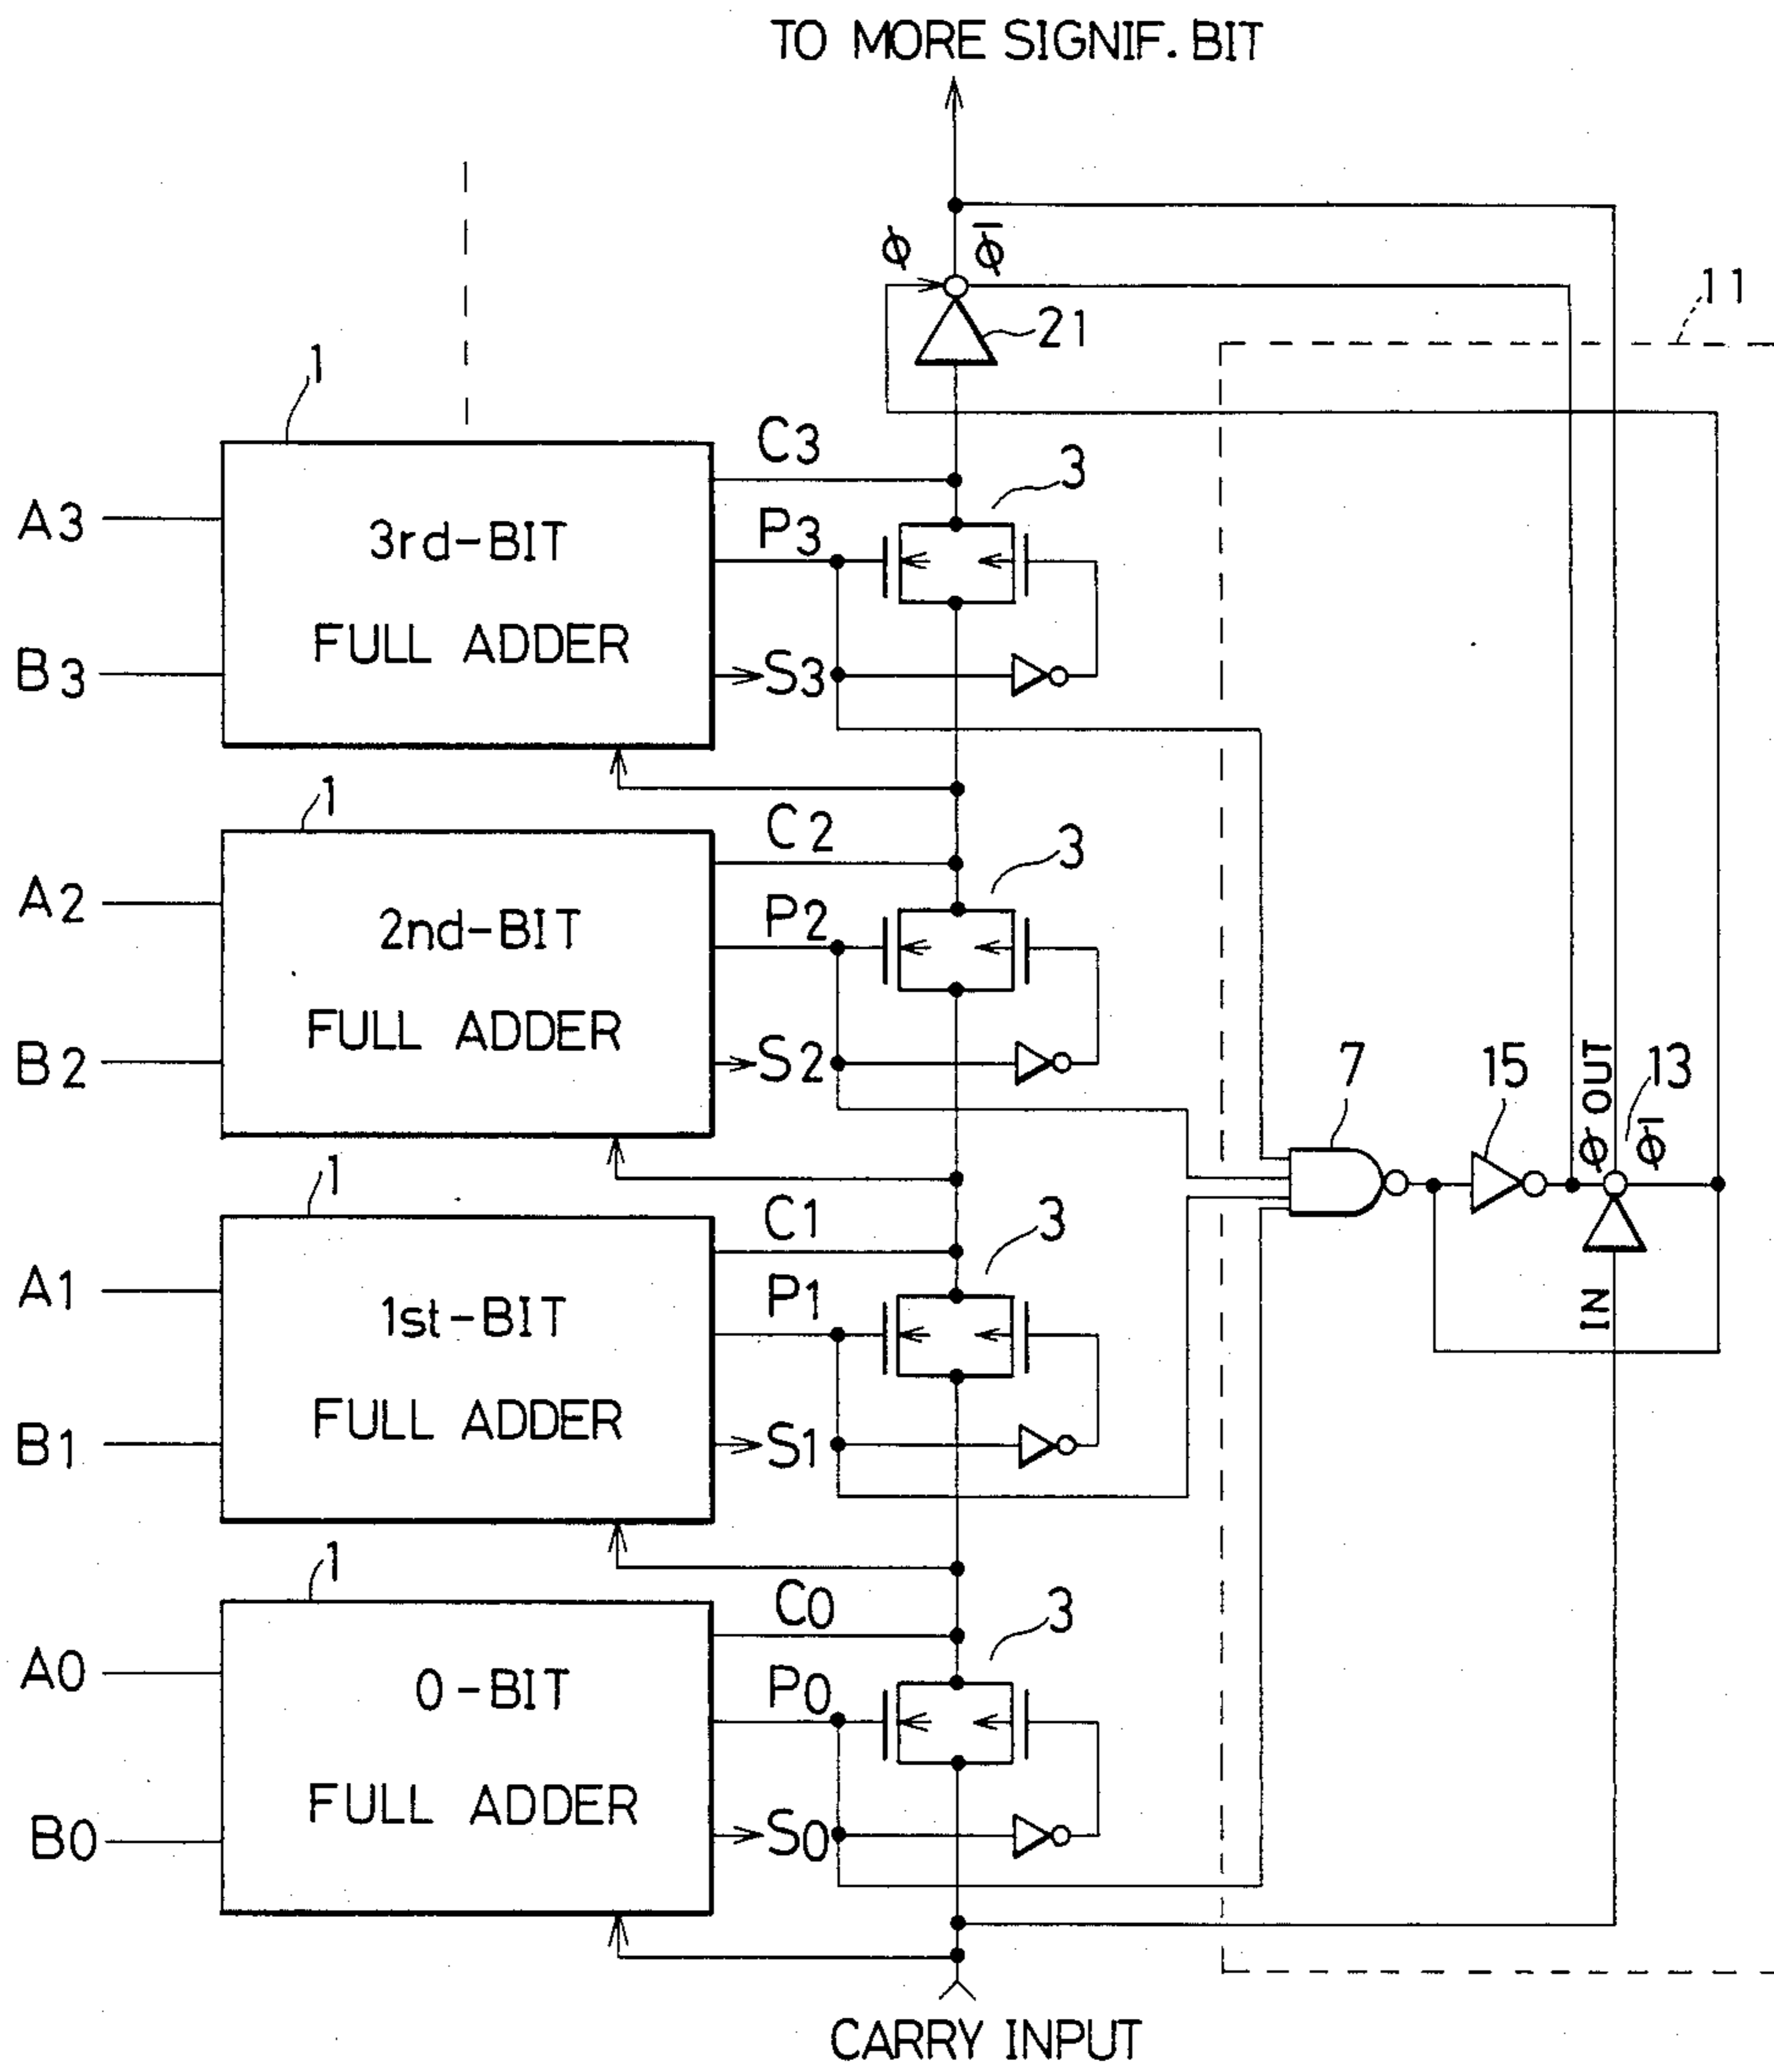 TO MORE SIGNIF. BIT
ϕ
ϕ̅
11
21
1
C3
3
A3
3rd-BIT
P3
FULL ADDER
B3
S3
1
C2
3
A2
2nd-BIT
P2
FULL ADDER
B2
S2
7
15
ϕ OUT
13
ϕ̅
1
C1
3
A1
1st-BIT
P1
IN
FULL ADDER
B1
S1
1
C0
3
A0
0-BIT
P0
FULL ADDER
B0
S0
CARRY INPUT